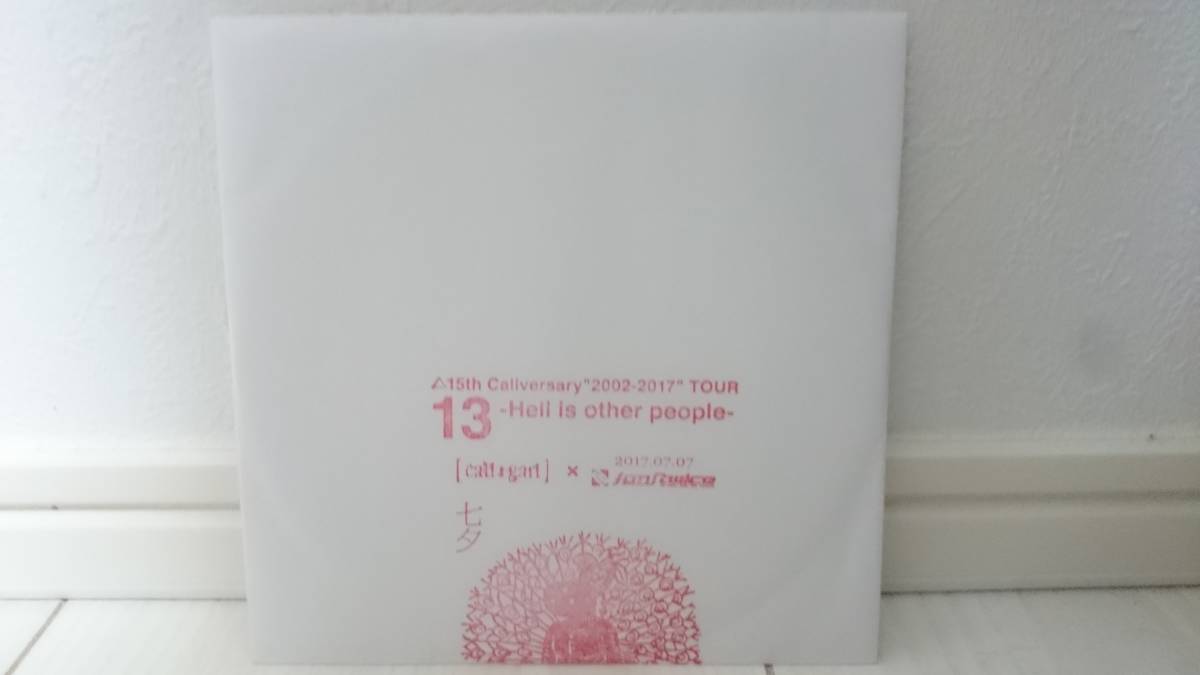 △15th Caliversary"2002-2017" TOUR
13 -Hell is other people-
[cali≠gari] ×
2017.07.07
七夕